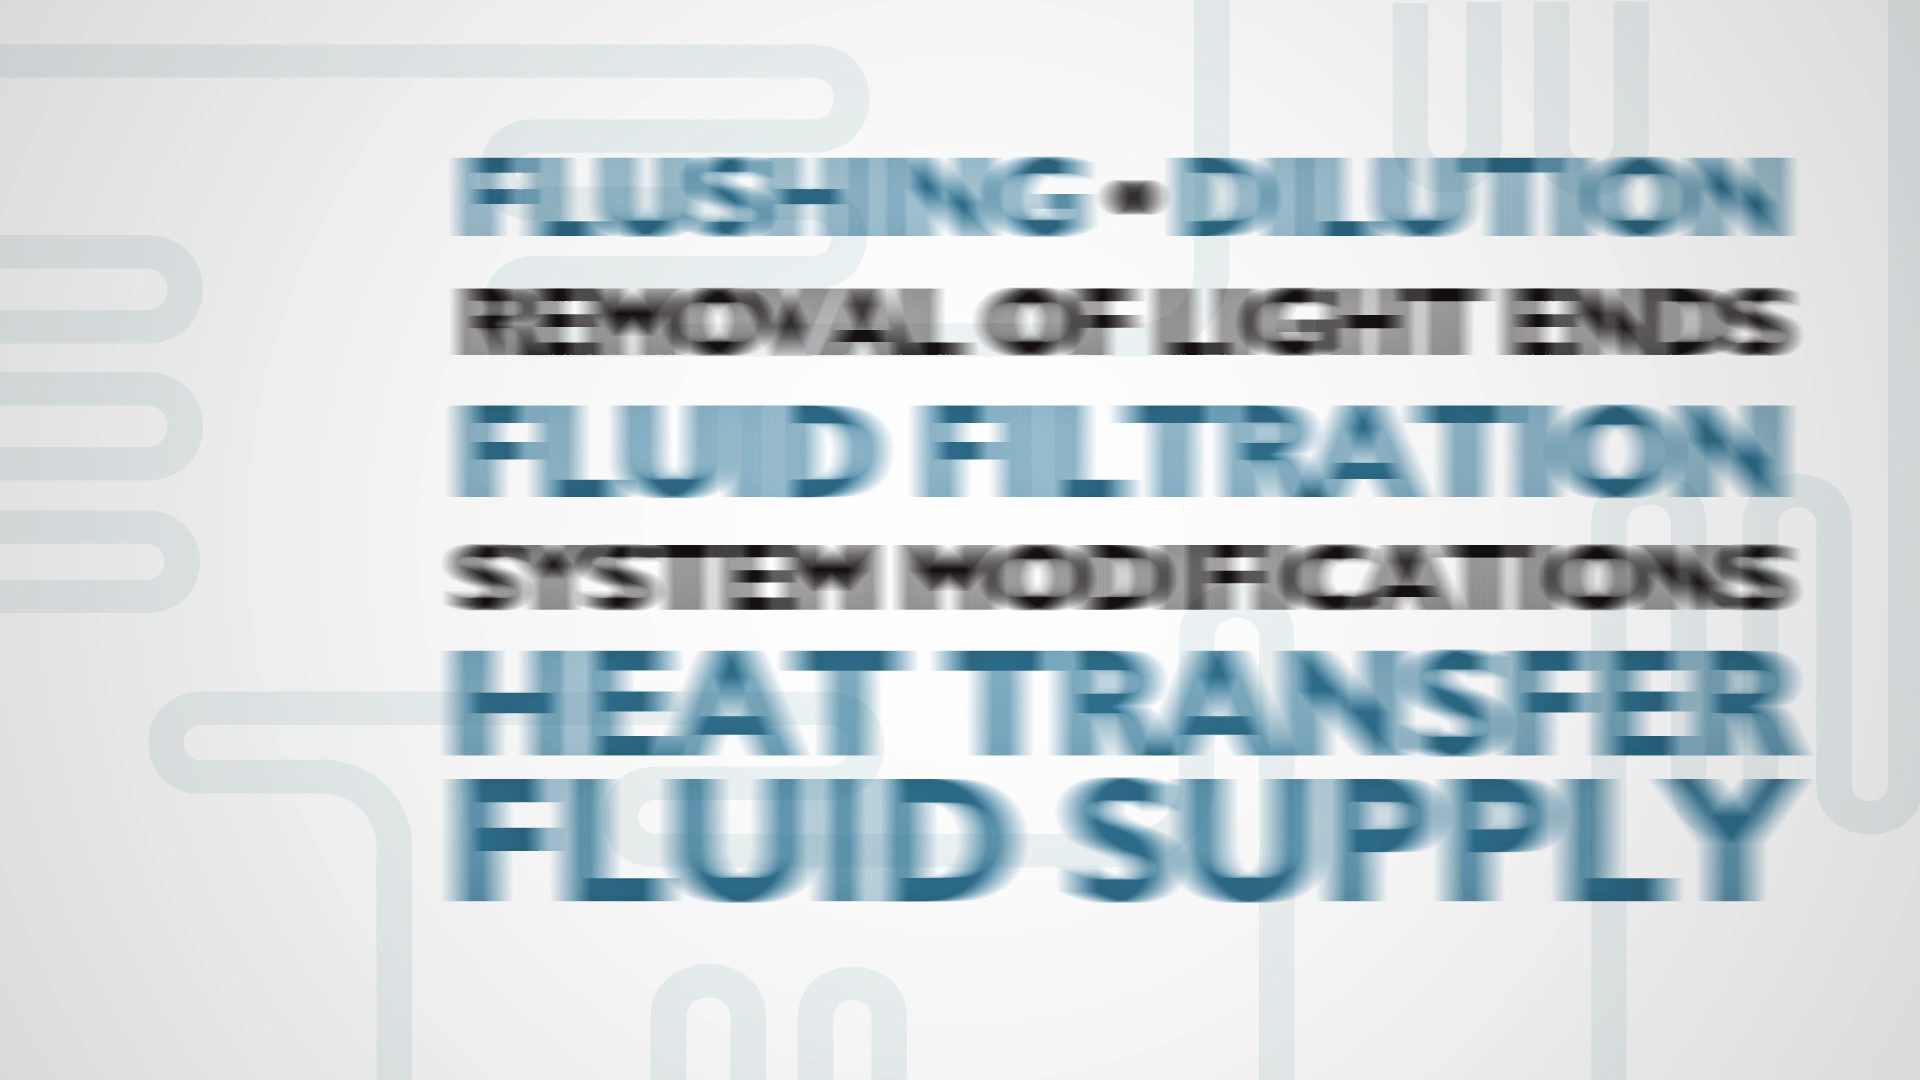 FLUSHING • DILUTION
REMOVAL OF LIGHT ENDS
FLUID FILTRATION
SYSTEM MODIFICATIONS
HEAT TRANSFER
FLUID SUPPLY